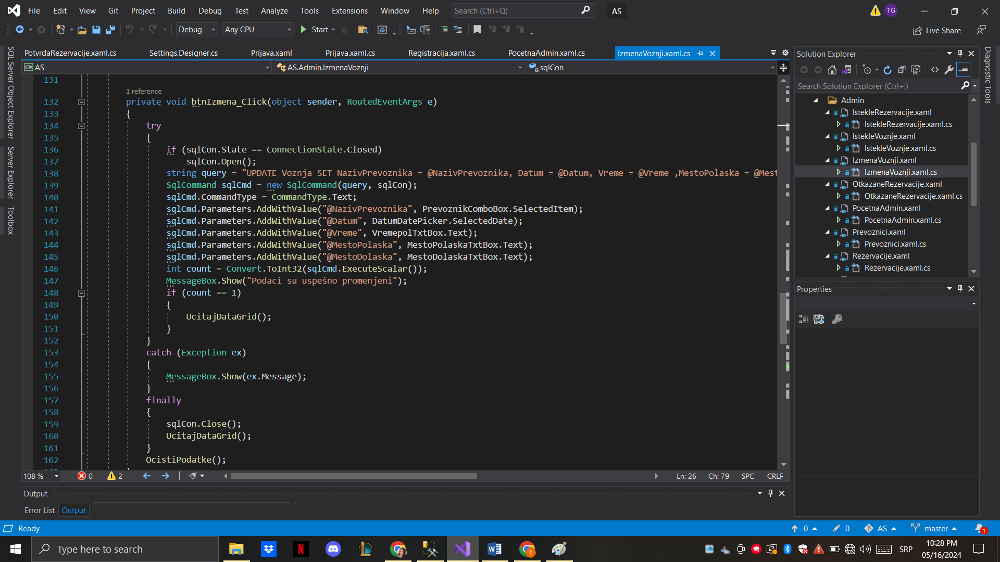 File Edit View Git Project Build Debug Test Analyze Tools Extensions Window Help Search (Ctrl+Q) AS TG
Debug Any CPU Start Live Share
PotvrdaRezervacije.xaml.cs Settings.Designer.cs Prijava.xaml Prijava.xaml.cs Registracija.xaml.cs PocetnaAdmin.xaml.cs IzmenaVoznji.xaml.cs
AS AS.Admin.IzmenaVoznji sqlCon
SQL Server Object Explorer
Server Explorer
Toolbox
131
1 reference
132 private void btnIzmena_Click(object sender, RoutedEventArgs e)
133 {
134 try
135 {
136 if (sqlCon.State == ConnectionState.Closed)
137 sqlCon.Open();
138 string query = "UPDATE Voznja SET NazivPrevoznika = @NazivPrevoznika, Datum = @Datum, Vreme = @Vreme ,MestoPolaska = @Mest
139 SqlCommand sqlCmd = new SqlCommand(query, sqlCon);
140 sqlCmd.CommandType = CommandType.Text;
141 sqlCmd.Parameters.AddWithValue("@NazivPrevoznika", PrevoznikComboBox.SelectedItem);
142 sqlCmd.Parameters.AddWithValue("@Datum", DatumDatePicker.SelectedDate);
143 sqlCmd.Parameters.AddWithValue("@Vreme", VremepolTxtBox.Text);
144 sqlCmd.Parameters.AddWithValue("@MestoPolaska", MestoPolaskaTxtBox.Text);
145 sqlCmd.Parameters.AddWithValue("@MestoDolaska", MestoDolaskaTxtBox.Text);
146 int count = Convert.ToInt32(sqlCmd.ExecuteScalar());
147 MessageBox.Show("Podaci su uspešno promenjeni");
148 if (count == 1)
149 {
150 UcitajDataGrid();
151 }
152 }
153 catch (Exception ex)
154 {
155 MessageBox.Show(ex.Message);
156 }
157 finally
158 {
159 sqlCon.Close();
160 UcitajDataGrid();
161 }
162 OcistiPodatke();
108 % 0 2 Ln: 26 Ch: 79 SPC CRLF
Output
Error List Output
Solution Explorer
Search Solution Explorer (Ctrl+;)
Admin
IstekleRezervacije.xaml
IstekleRezervacije.xaml.cs
IstekleVoznje.xaml
IstekleVoznje.xaml.cs
IzmenaVoznji.xaml
IzmenaVoznji.xaml.cs
OtkazaneRezervacije.xaml
OtkazaneRezervacije.xaml.cs
PocetnaAdmin.xaml
PocetnaAdmin.xaml.cs
Prevoznici.xaml
Prevoznici.xaml.cs
Rezervacije.xaml
Rezervacije.xaml.cs
Properties
Diagnostic Tools
Ready 0 0 AS master 1
Type here to search SRP 10:28 PM
05/16/2024